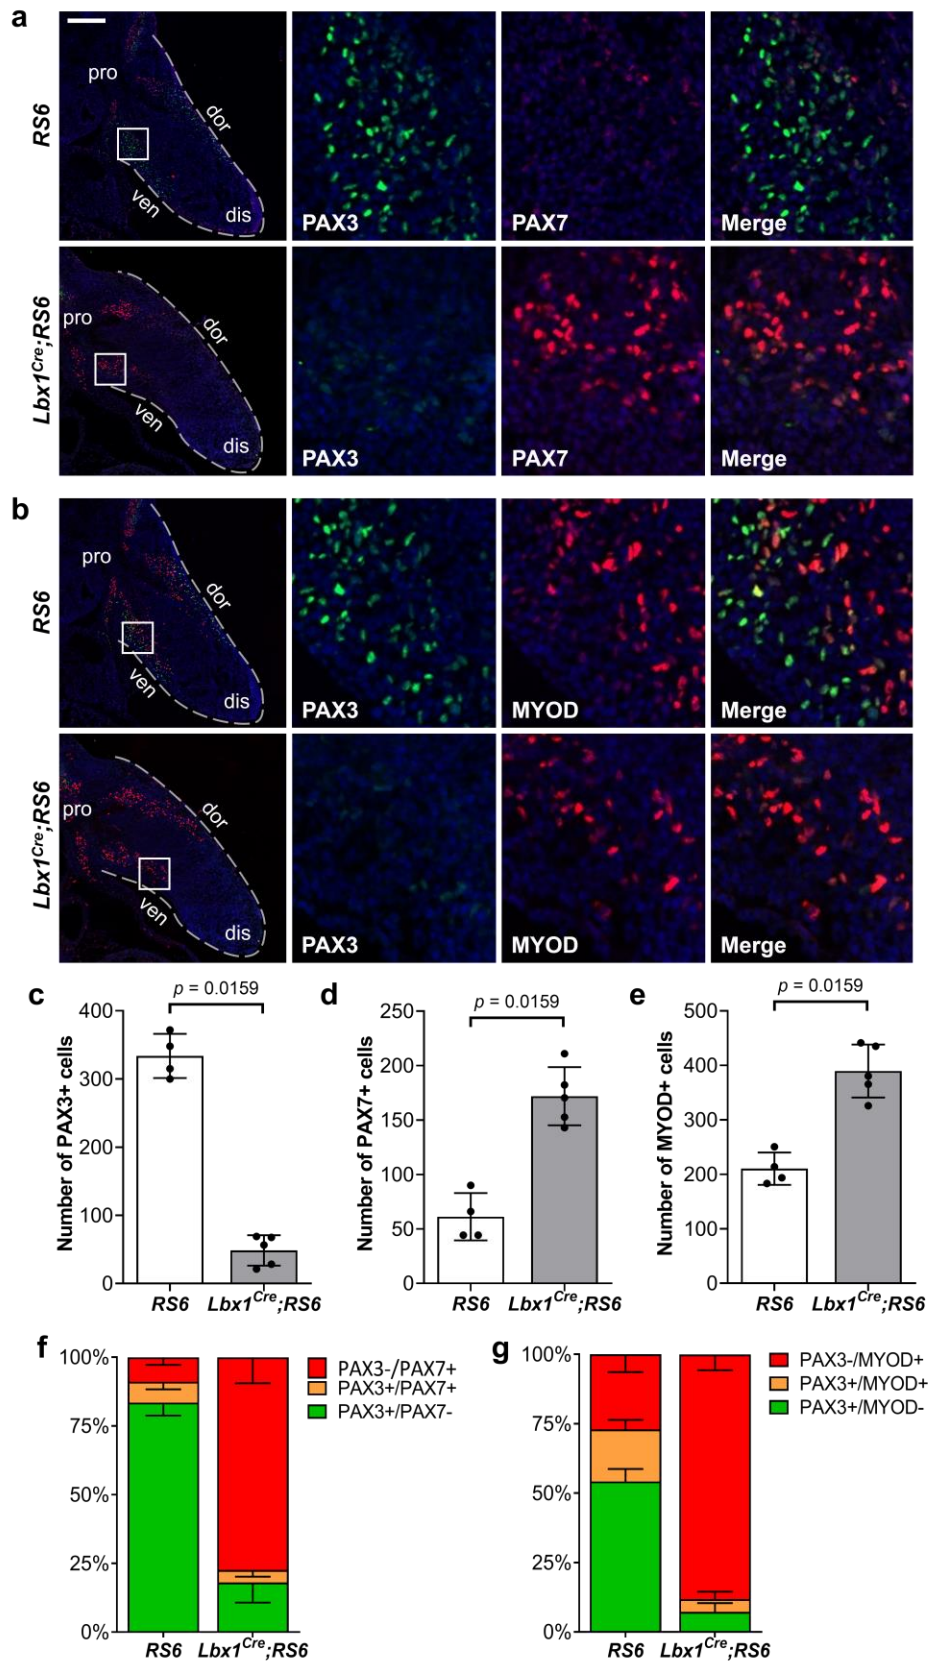 a
RS6
pro
dor
ven
dis
PAX3
PAX7
Merge
Lbx1Cre;RS6
pro
dor
ven
dis
PAX3
PAX7
Merge
b
RS6
pro
dor
ven
dis
PAX3
MYOD
Merge
Lbx1Cre;RS6
pro
dor
ven
dis
PAX3
MYOD
Merge
c
p = 0.0159
Number of PAX3+ cells
400
300
200
100
0
RS6
Lbx1Cre;RS6
d
p = 0.0159
Number of PAX7+ cells
250
200
150
100
50
0
RS6
Lbx1Cre;RS6
e
p = 0.0159
Number of MYOD+ cells
500
400
300
200
100
0
RS6
Lbx1Cre;RS6
f
100%
75%
50%
25%
0%
RS6
Lbx1Cre;RS6
PAX3-/PAX7+
PAX3+/PAX7+
PAX3+/PAX7-
g
100%
75%
50%
25%
0%
RS6
Lbx1Cre;RS6
PAX3-/MYOD+
PAX3+/MYOD+
PAX3+/MYOD-